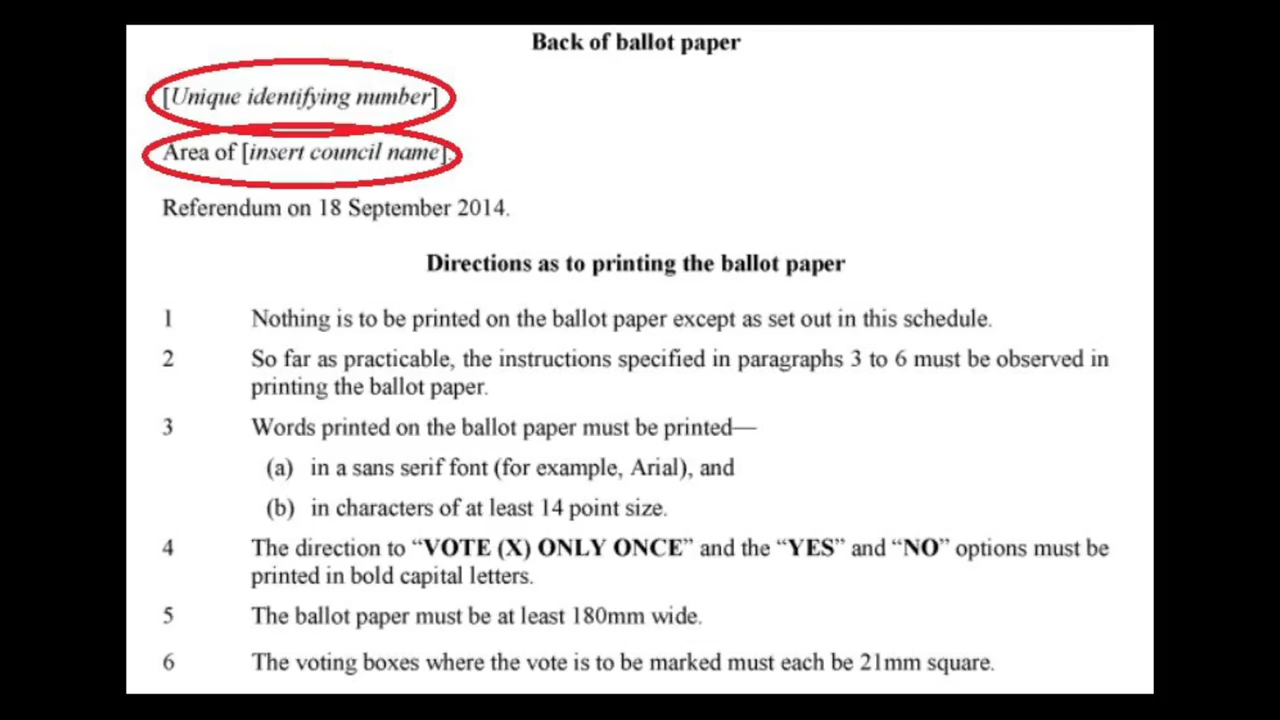 Back of ballot paper
[Unique identifying number]
Area of [insert council name].
Referendum on 18 September 2014.
Directions as to printing the ballot paper
1 Nothing is to be printed on the ballot paper except as set out in this schedule.
2 So far as practicable, the instructions specified in paragraphs 3 to 6 must be observed in
printing the ballot paper.
3 Words printed on the ballot paper must be printed—
(a) in a sans serif font (for example, Arial), and
(b) in characters of at least 14 point size.
4 The direction to “VOTE (X) ONLY ONCE” and the “YES” and “NO” options must be
printed in bold capital letters.
5 The ballot paper must be at least 180mm wide.
6 The voting boxes where the vote is to be marked must each be 21mm square.